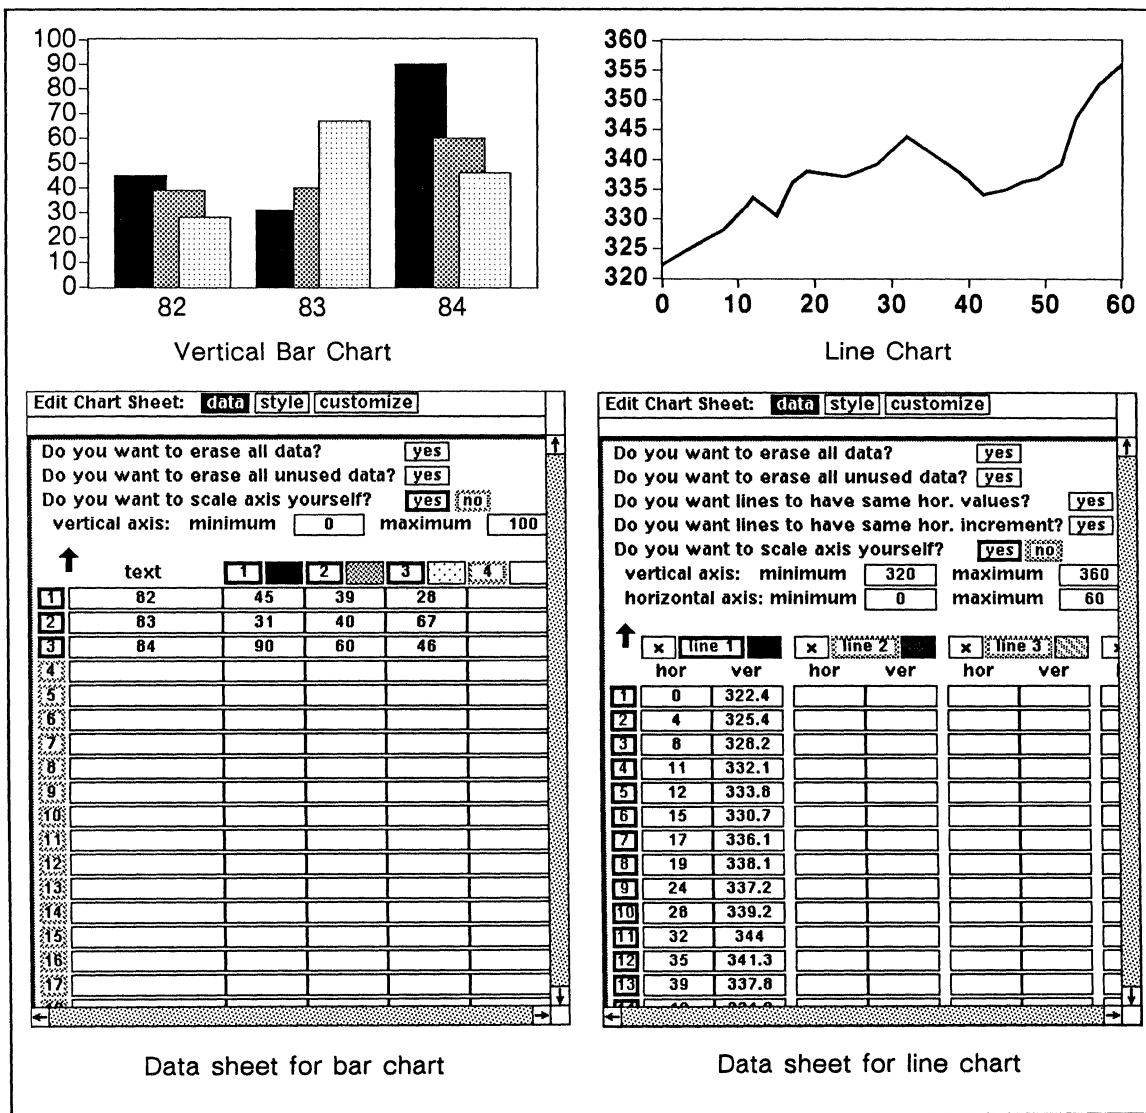 100
90
80
70
60
50
40
30
20
10
0
82 83 84
Vertical Bar Chart
360
355
350
345
340
335
330
325
320
0 10 20 30 40 50 60
Line Chart
Edit Chart Sheet: data style customize
Do you want to erase all data? yes
Do you want to erase all unused data? yes
Do you want to scale axis yourself? yes no
vertical axis: minimum 0 maximum 100
text 1 2 3 4
1 82 45 39 28
2 83 31 40 67
3 84 90 60 46
4
5
6
7
8
9
10
11
12
13
14
15
16
17
Data sheet for bar chart
Edit Chart Sheet: data style customize
Do you want to erase all data? yes
Do you want to erase all unused data? yes
Do you want lines to have same hor. values? yes
Do you want lines to have same hor. increment? yes
Do you want to scale axis yourself? yes no
vertical axis: minimum 320 maximum 360
horizontal axis: minimum 0 maximum 60
x line 1 x line 2 x line 3
hor ver hor ver hor ver
1 0 322.4
2 4 325.4
3 8 328.2
4 11 332.1
5 12 333.8
6 15 330.7
7 17 336.1
8 19 338.1
9 24 337.2
10 28 339.2
11 32 344
12 35 341.3
13 39 337.8
Data sheet for line chart